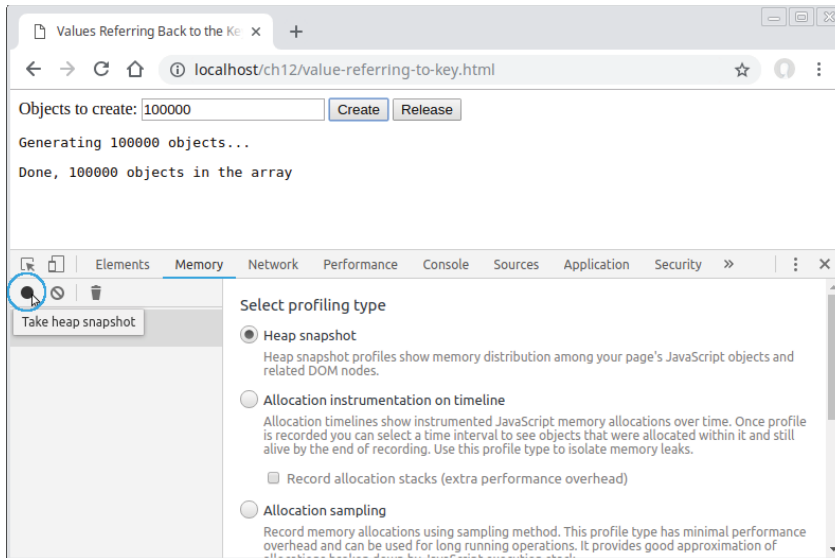 Values Referring Back to the Ke
localhost/ch12/value-referring-to-key.html
Objects to create: 100000 Create Release
Generating 100000 objects...
Done, 100000 objects in the array
Elements Memory Network Performance Console Sources Application Security »
Take heap snapshot
Select profiling type
Heap snapshot
Heap snapshot profiles show memory distribution among your page's JavaScript objects and
related DOM nodes.
Allocation instrumentation on timeline
Allocation timelines show instrumented JavaScript memory allocations over time. Once profile
is recorded you can select a time interval to see objects that were allocated within it and still
alive by the end of recording. Use this profile type to isolate memory leaks.
Record allocation stacks (extra performance overhead)
Allocation sampling
Record memory allocations using sampling method. This profile type has minimal performance
overhead and can be used for long running operations. It provides good approximation of
allocations broken down by JavaScript execution stack.